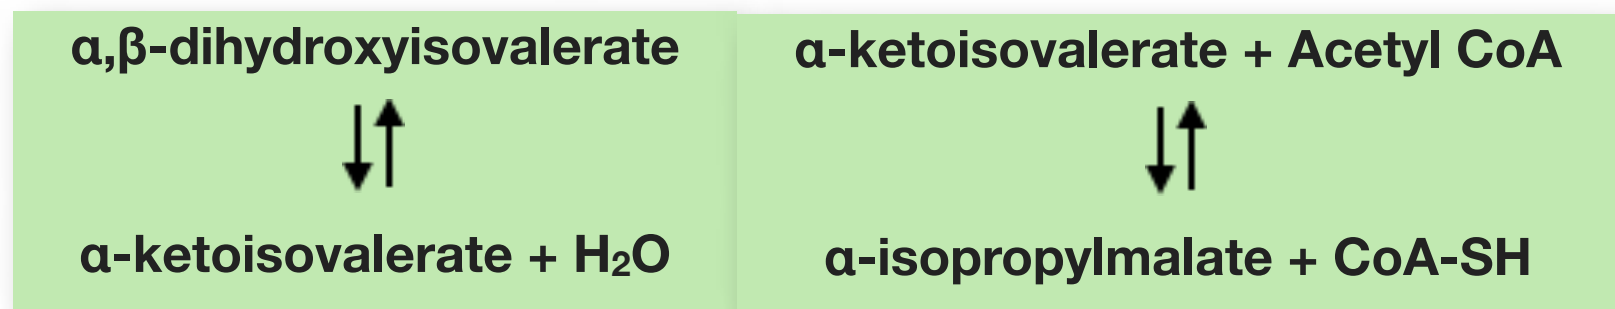 α,β-dihydroxyisovalerate
α-ketoisovalerate + H₂O
α-ketoisovalerate + Acetyl CoA
α-isopropylmalate + CoA-SH